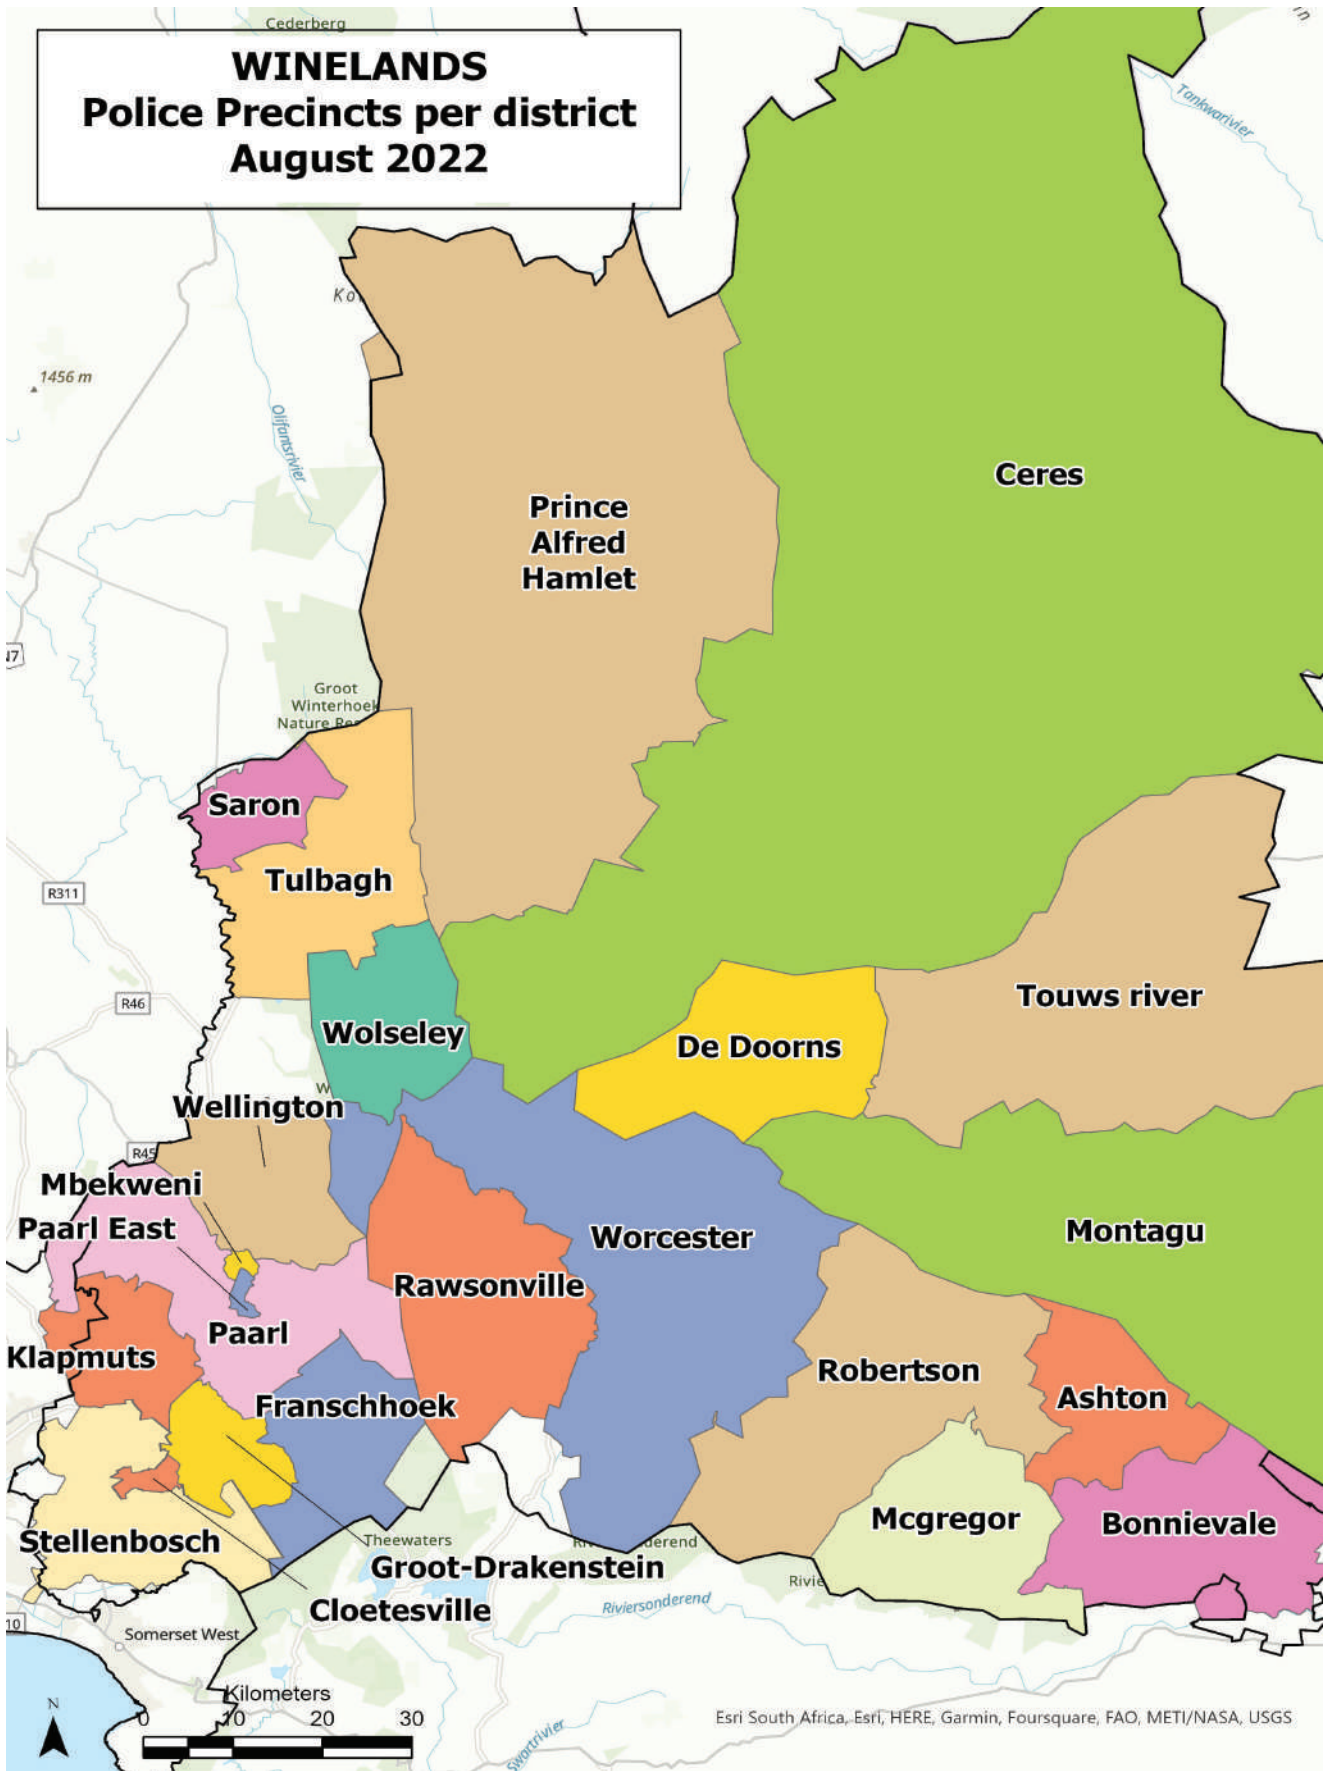 Cederberg
WINELANDS
Police Precincts per district
August 2022
Tankwarivier
1456 m
Olifantsrivier
Ceres
Prince
Alfred
Hamlet
Groot
Winterhoek
Nature
Saron
Tulbagh
R311
R46
Touws river
Wolseley
De Doorns
Wellington
R45
Mbekweni
Paarl East
Worcester
Montagu
Rawsonville
Paarl
Klapmuts
Robertson
Franschhoek
Ashton
Mcgregor
Bonnievale
Stellenbosch
Theewaters
Groot-Drakenstein
Cloetesville
Riviersonderend
Somerset West
Kilometers
0 10 20 30
N
Swartrivier
Esri South Africa, Esri, HERE, Garmin, Foursquare, FAO, METI/NASA, USGS